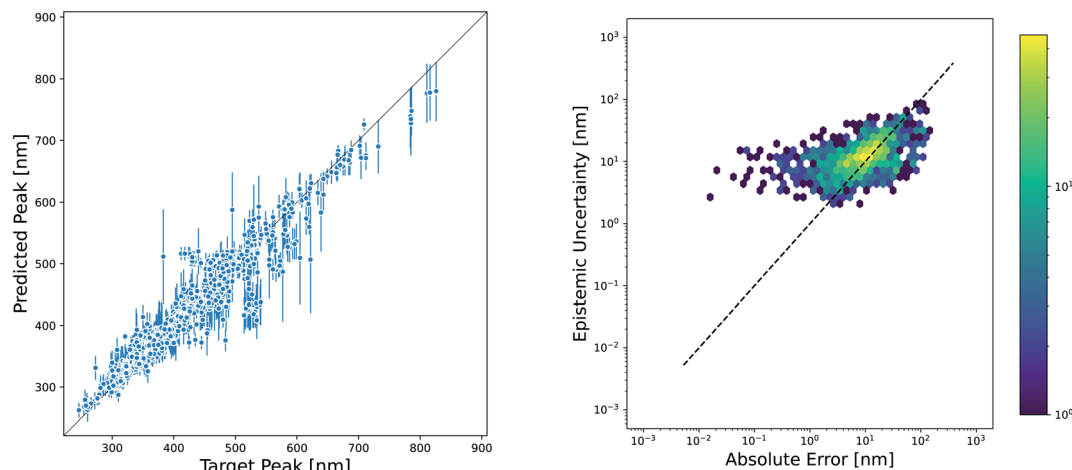 900
800
700
600
500
400
300
Predicted Peak [nm]
300 400 500 600 700 800 900
Target Peak [nm]
10³
10²
10¹
10⁰
10⁻¹
10⁻²
10⁻³
Epistemic Uncertainty [nm]
10⁻³ 10⁻² 10⁻¹ 10⁰ 10¹ 10² 10³
Absolute Error [nm]
10¹
10⁰